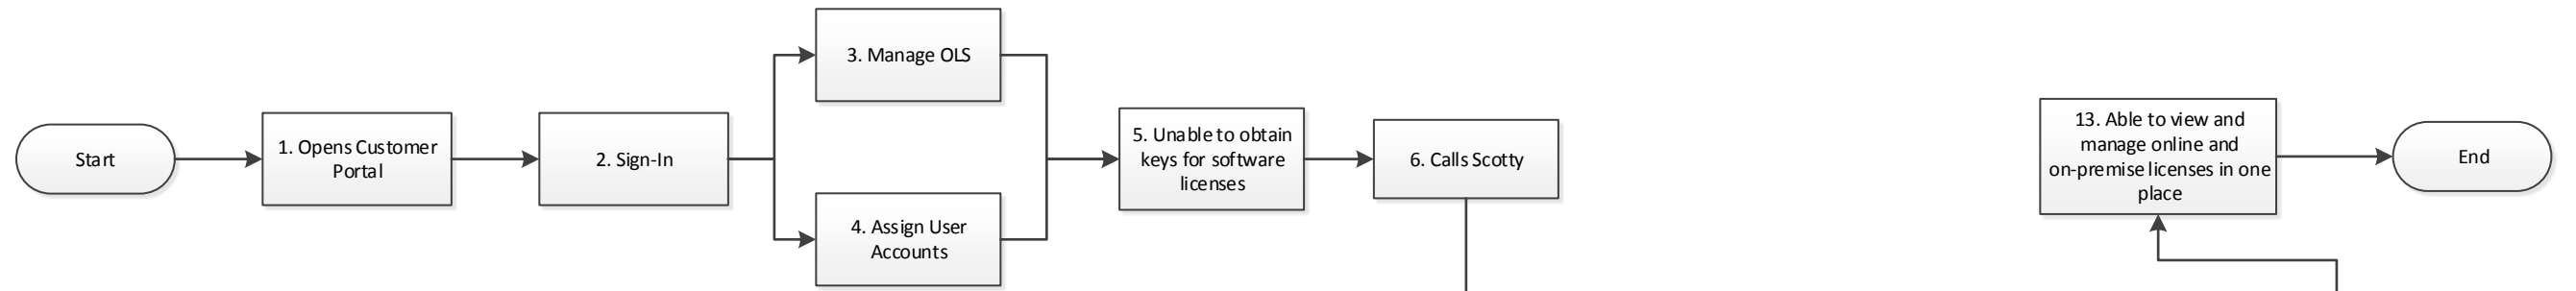 Start
1. Opens Customer
Portal
2. Sign-In
3. Manage OLS
4. Assign User
Accounts
5. Unable to obtain
keys for software
licenses
6. Calls Scotty
13. Able to view and
manage online and
on-premise licenses in one
place
End